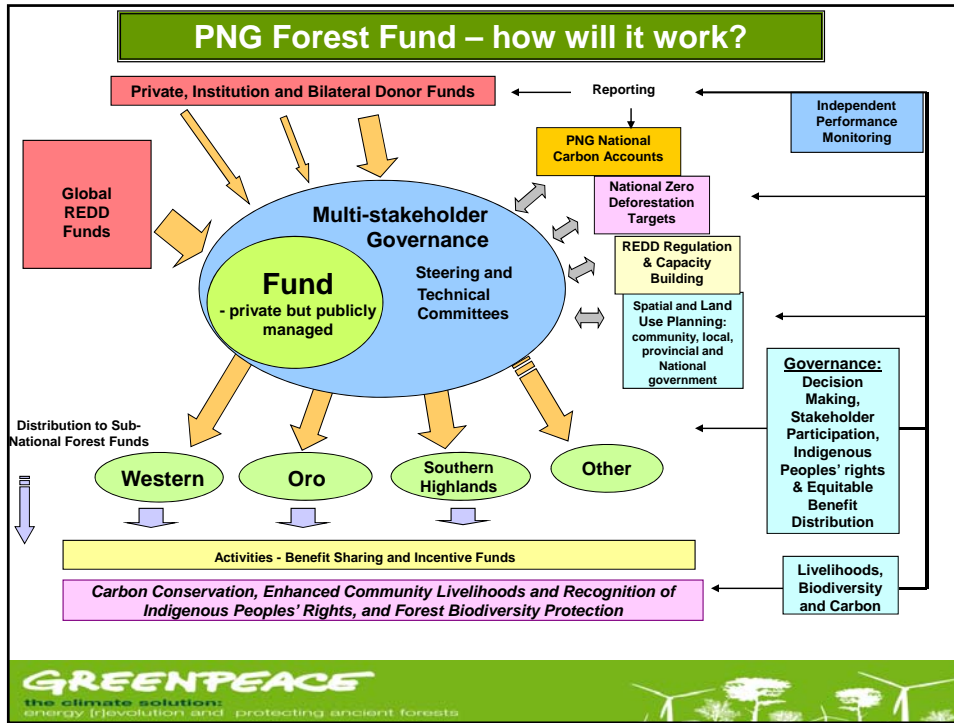 PNG Forest Fund – how will it work?
Private, Institution and Bilateral Donor Funds
Reporting
Independent
Performance
Monitoring
PNG National
Carbon Accounts
Global
REDD
Funds
National Zero
Deforestation
Targets
Multi-stakeholder
Governance
REDD Regulation
& Capacity
Building
Fund
- private but publicly
managed
Steering and
Technical
Committees
Spatial and Land
Use Planning:
community, local,
provincial and
National
government
Governance:
Decision
Making,
Stakeholder
Participation,
Indigenous
Peoples' rights
& Equitable
Benefit
Distribution
Distribution to Sub-
National Forest Funds
Western
Oro
Southern
Highlands
Other
Activities - Benefit Sharing and Incentive Funds
Carbon Conservation, Enhanced Community Livelihoods and Recognition of
Indigenous Peoples' Rights, and Forest Biodiversity Protection
Livelihoods,
Biodiversity
and Carbon
GREENPEACE
the climate solution:
energy [r]evolution and protecting ancient forests